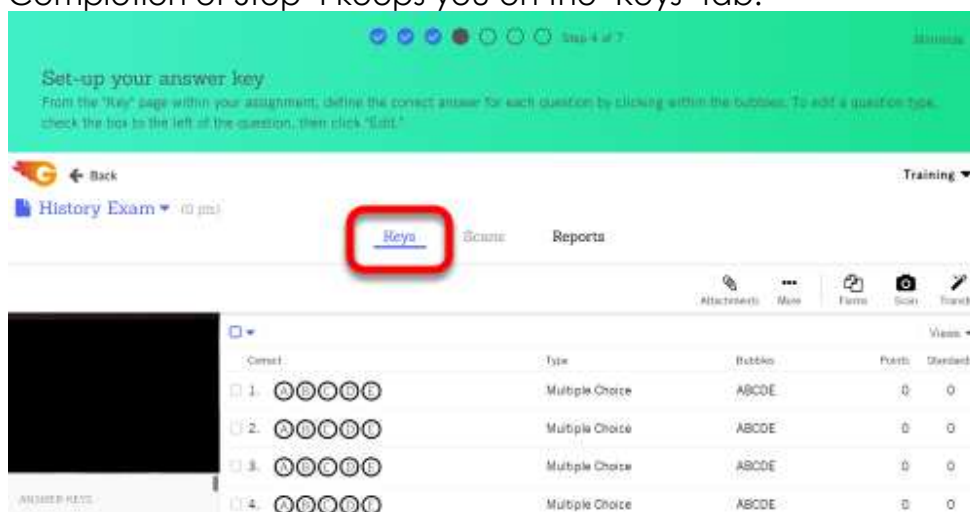 Completion of Step 4 keeps you on the 'Keys' tab.
Step 4 of 7
Minimize
Set-up your answer key
From the "Key" page within your assignment, define the correct answer for each question by clicking within the bubbles. To edit a question type,
check the box to the left of the question, then click "Edit."
G
Back
Training
History Exam (0 pts)
Keys Scans Reports
Attachments More Forms Scan
Views
Correct Type Bubbles Points Standards
1. A B C D E Multiple Choice ABCDE 0 0
2. A B C D E Multiple Choice ABCDE 0 0
3. A B C D E Multiple Choice ABCDE 0 0
ANSWER KEYS
4. A B C D E Multiple Choice ABCDE 0 0